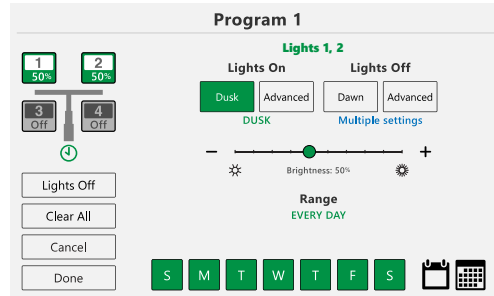 Program 1
Lights 1, 2
1 2
50% 50%
3 4
Off Off
Lights On Lights Off
Dusk Advanced Dawn Advanced
DUSK Multiple settings
- +
Brightness: 50%
Range
EVERY DAY
Lights Off
Clear All
Cancel
Done
S M T W T F S